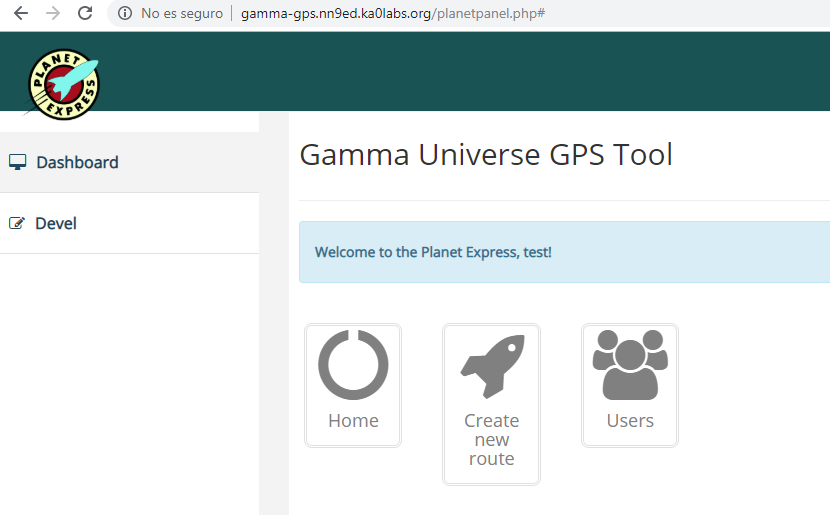 No es seguro gamma-gps.nn9ed.ka0labs.org/planetpanel.php#
PLANET EXPRESS
Dashboard
Devel
Gamma Universe GPS Tool
Welcome to the Planet Express, test!
Home
Create
new
route
Users